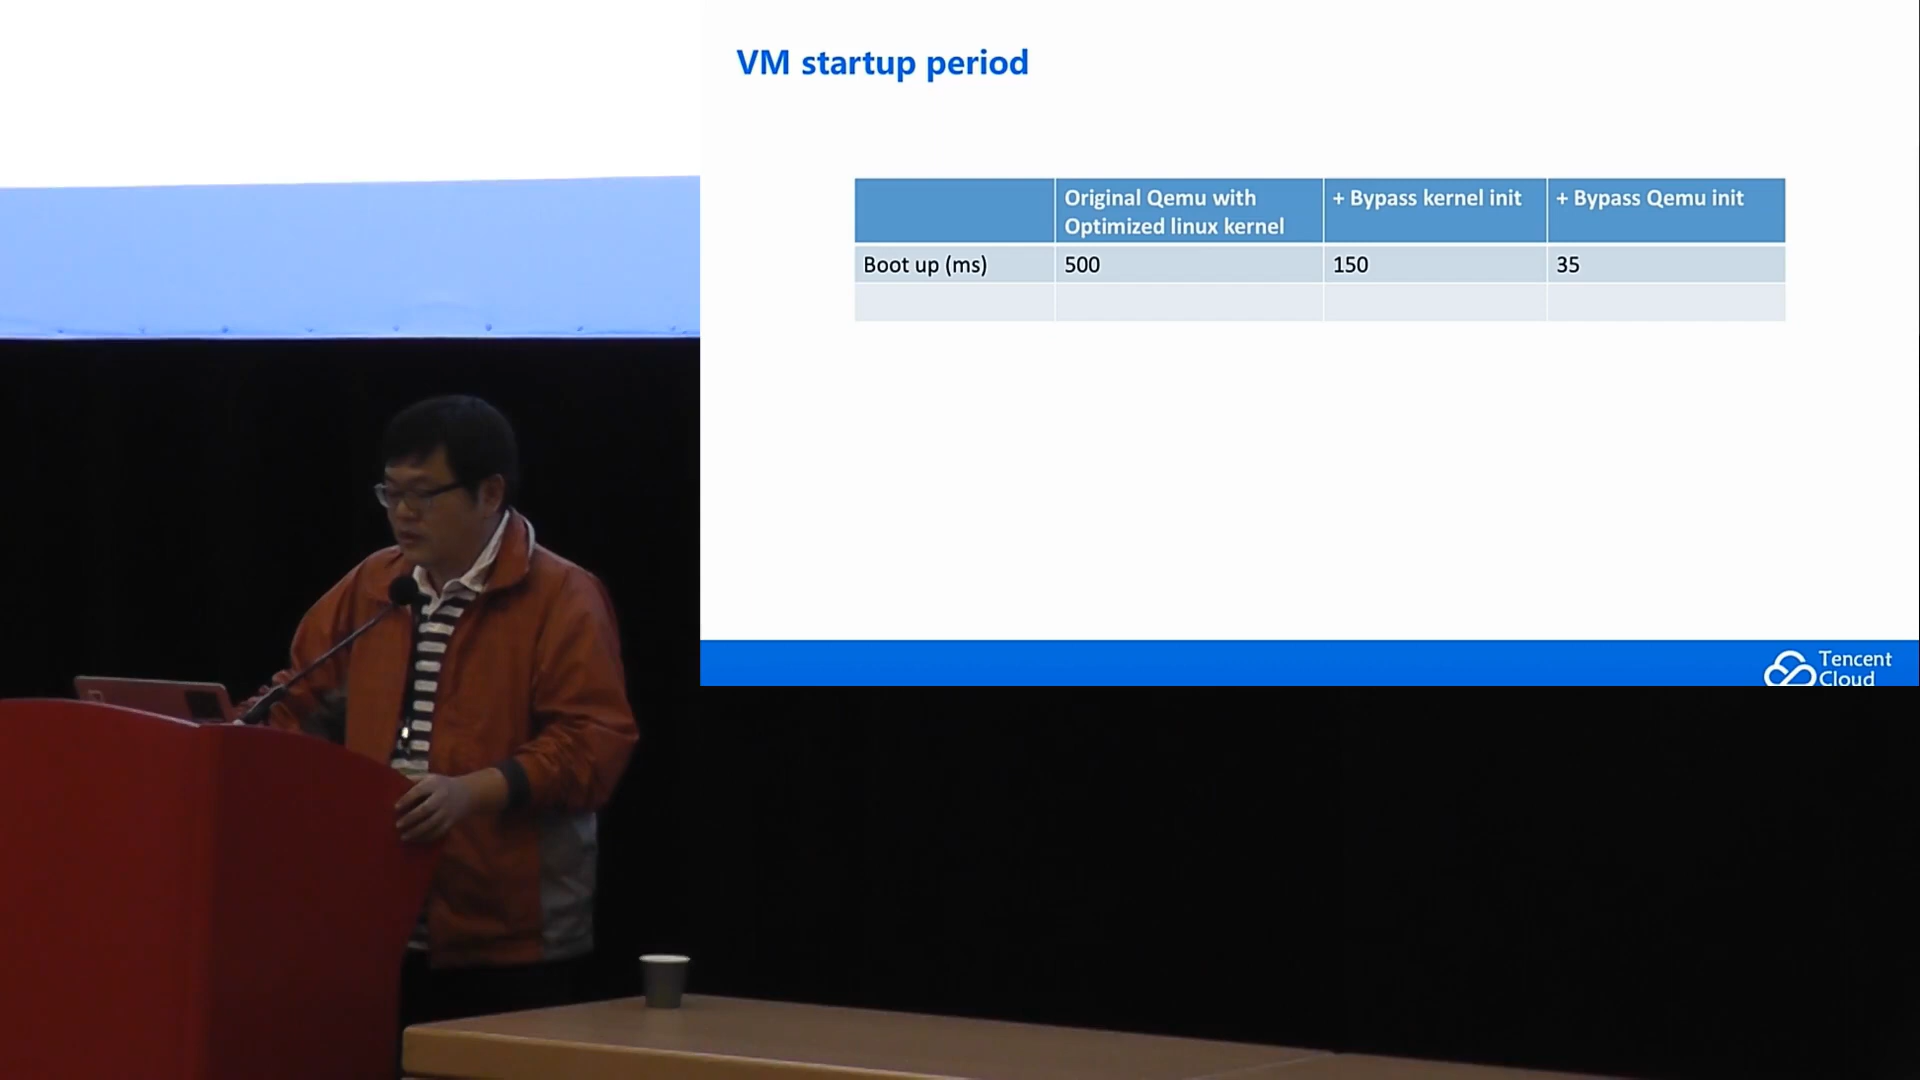 VM startup period
Original Qemu with
Optimized linux kernel
+ Bypass kernel init
+ Bypass Qemu init
Boot up (ms)
500
150
35
Tencent
Cloud